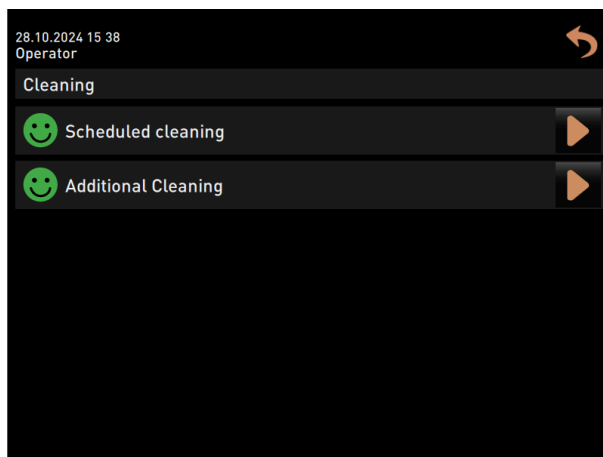 28.10.2024 15 38
Operator
Cleaning
Scheduled cleaning
Additional Cleaning